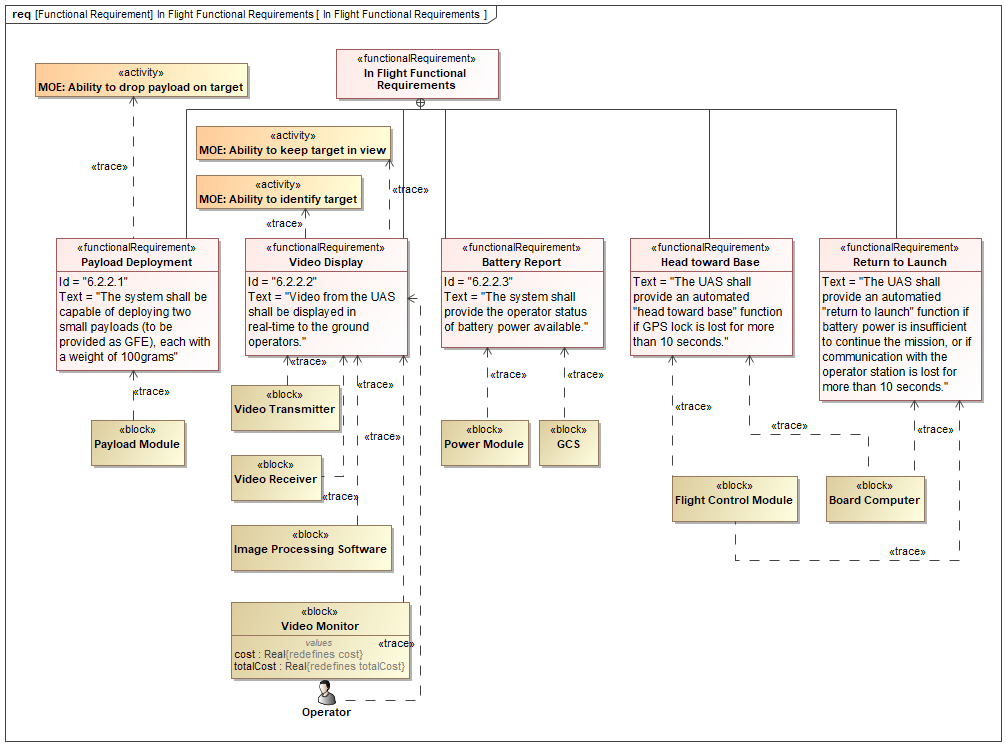 req [Functional Requirement] In Flight Functional Requirements [ In Flight Functional Requirements ]
«activity»
MOE: Ability to drop payload on target
«functionalRequirement»
In Flight Functional
Requirements
«activity»
MOE: Ability to keep target in view
«trace»
«activity»
MOE: Ability to identify target
«trace»
«trace»
«functionalRequirement»
Payload Deployment
Id = "6.2.2.1"
Text = "The system shall be
capable of deploying two
small payloads (to be
provided as GFE), each with
a weight of 100grams"
«functionalRequirement»
Video Display
Id = "6.2.2.2"
Text = "Video from the UAS
shall be displayed in
real-time to the ground
operators."
«functionalRequirement»
Battery Report
Id = "6.2.2.3"
Text = "The system shall
provide the operator status
of battery power available."
«functionalRequirement»
Head toward Base
Text = "The UAS shall
provide an automated
"head toward base" function
if GPS lock is lost for more
than 10 seconds."
«functionalRequirement»
Return to Launch
Text = "The UAS shall
provide an automatied
"return to launch" function if
battery power is insufficient
to continue the mission, or if
communication with the
operator station is lost for
more than 10 seconds."
«trace»
«trace»
«trace»
«trace»
«trace»
«block»
Payload Module
«block»
Video Transmitter
«trace»
«block»
Power Module
«block»
GCS
«trace»
«trace»
«trace»
«block»
Video Receiver
«trace»
«block»
Flight Control Module
«block»
Board Computer
«block»
Image Processing Software
«trace»
«block»
Video Monitor
values
cost : Real{redefines cost}
totalCost : Real{redefines totalCost}
«trace»
Operator